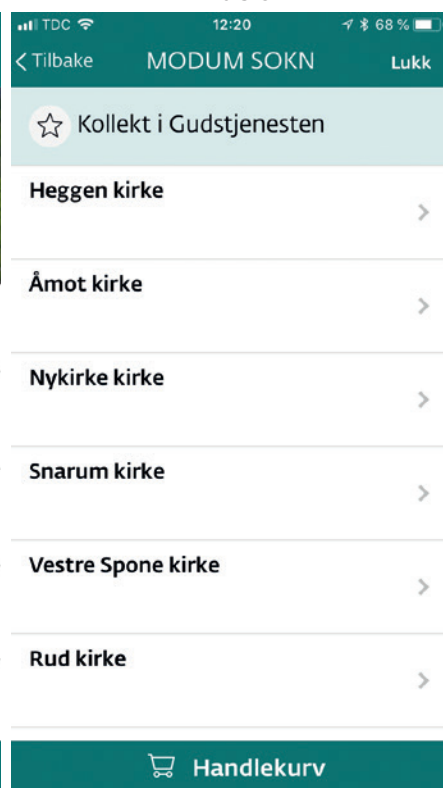 TDC 12:20 68 %
Tilbake MODUM SOKN Lukk
Kollekt i Gudstjenesten
Heggen kirke
Åmot kirke
Nykirke kirke
Snarum kirke
Vestre Spone kirke
Rud kirke
Handlekurv